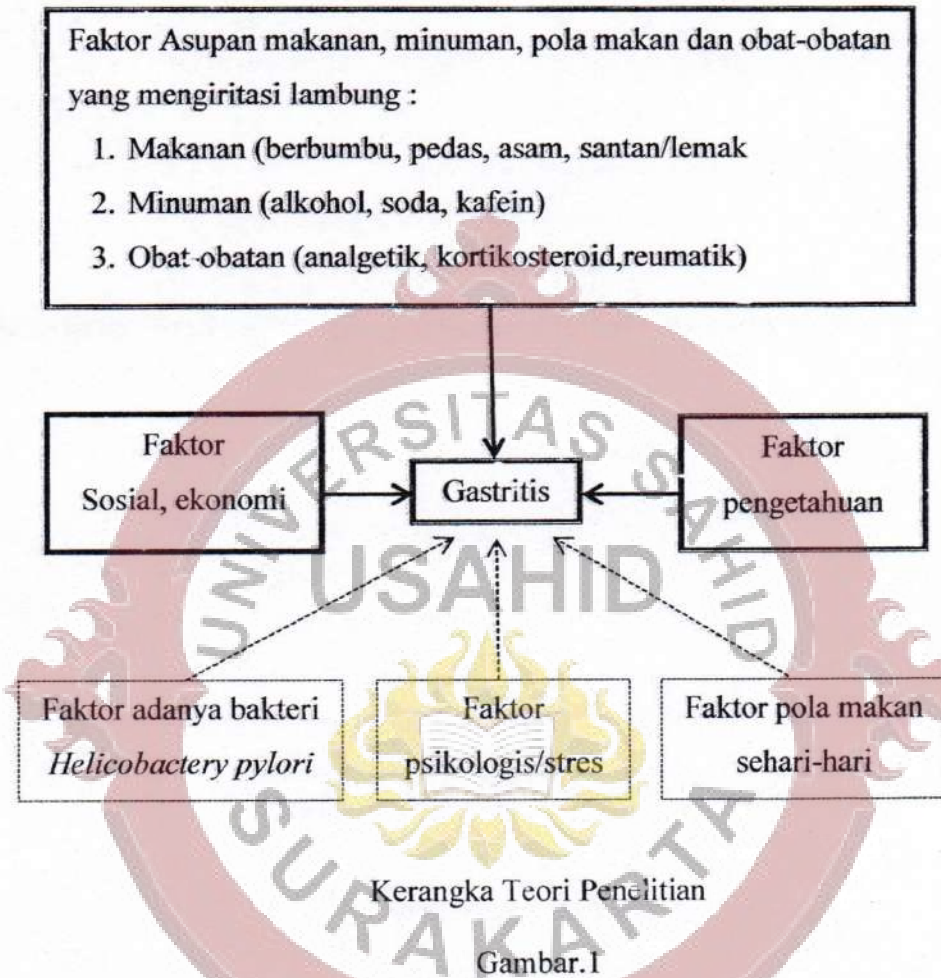 Faktor Asupan makanan, minuman, pola makan dan obat-obatan
yang mengiritasi lambung :
1. Makanan (berbumbu, pedas, asam, santan/lemak
2. Minuman (alkohol, soda, kafein)
3. Obat-obatan (analgetik, kortikosteroid,reumatik)
Faktor
Sosial, ekonomi
Gastritis
Faktor
pengetahuan
UNIVERSITAS SAHID
USAHID
Faktor adanya bakteri
Helicobactery pylori
Faktor
psikologis/stres
Faktor pola makan
sehari-hari
SURAKARTA
Kerangka Teori Penelitian
Gambar.1